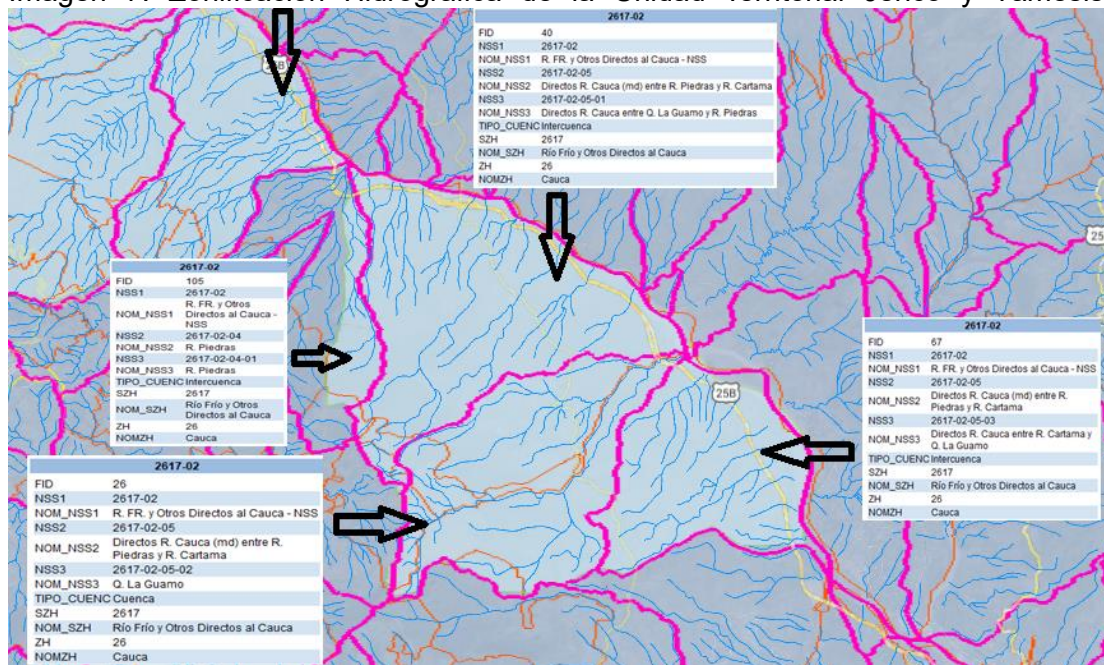 Imagen 7. Zonificación Hidrográfica de la Unidad Territorial Jericó y Támesis
2617-02
FID 40
NSS1 2617-02
NOM_NSS1 R. FR. y Otros Directos al Cauca - NSS
NSS2 2617-02-05
NOM_NSS2 Directos R. Cauca (md) entre R. Piedras y R. Cartama
NSS3 2617-02-05-01
NOM_NSS3 Directos R. Cauca entre Q. La Guamo y R. Piedras
TIPO_CUENC Intercuenca
SZH 2617
NOM_SZH Río Frío y Otros Directos al Cauca
ZH 26
NOMZH Cauca
25
2617-02
FID 105
NSS1 2617-02
NOM_NSS1 R. FR. y Otros
Directos al Cauca -
NSS
NSS2 2617-02-04
NOM_NSS2 R. Piedras
NSS3 2617-02-04-01
NOM_NSS3 R. Piedras
TIPO_CUENC Intercuenca
SZH 2617
NOM_SZH Río Frío y Otros
Directos al Cauca
ZH 26
NOMZH Cauca
25B
2617-02
FID 67
NSS1 2617-02
NOM_NSS1 R. FR. y Otros Directos al Cauca - NSS
NSS2 2617-02-05
NOM_NSS2 Directos R. Cauca (md) entre R.
Piedras y R. Cartama
NSS3 2617-02-05-03
NOM_NSS3 Directos R. Cauca entre R. Cartama y
Q. La Guamo
TIPO_CUENC Intercuenca
SZH 2617
NOM_SZH Río Frío y Otros Directos al Cauca
ZH 26
NOMZH Cauca
2617-02
FID 26
NSS1 2617-02
NOM_NSS1 R. FR. y Otros Directos al Cauca - NSS
NSS2 2617-02-05
NOM_NSS2 Directos R. Cauca (md) entre R.
Piedras y R. Cartama
NSS3 2617-02-05-02
NOM_NSS3 Q. La Guamo
TIPO_CUENC Cuenca
SZH 2617
NOM_SZH Río Frío y Otros Directos al Cauca
ZH 26
NOMZH Cauca